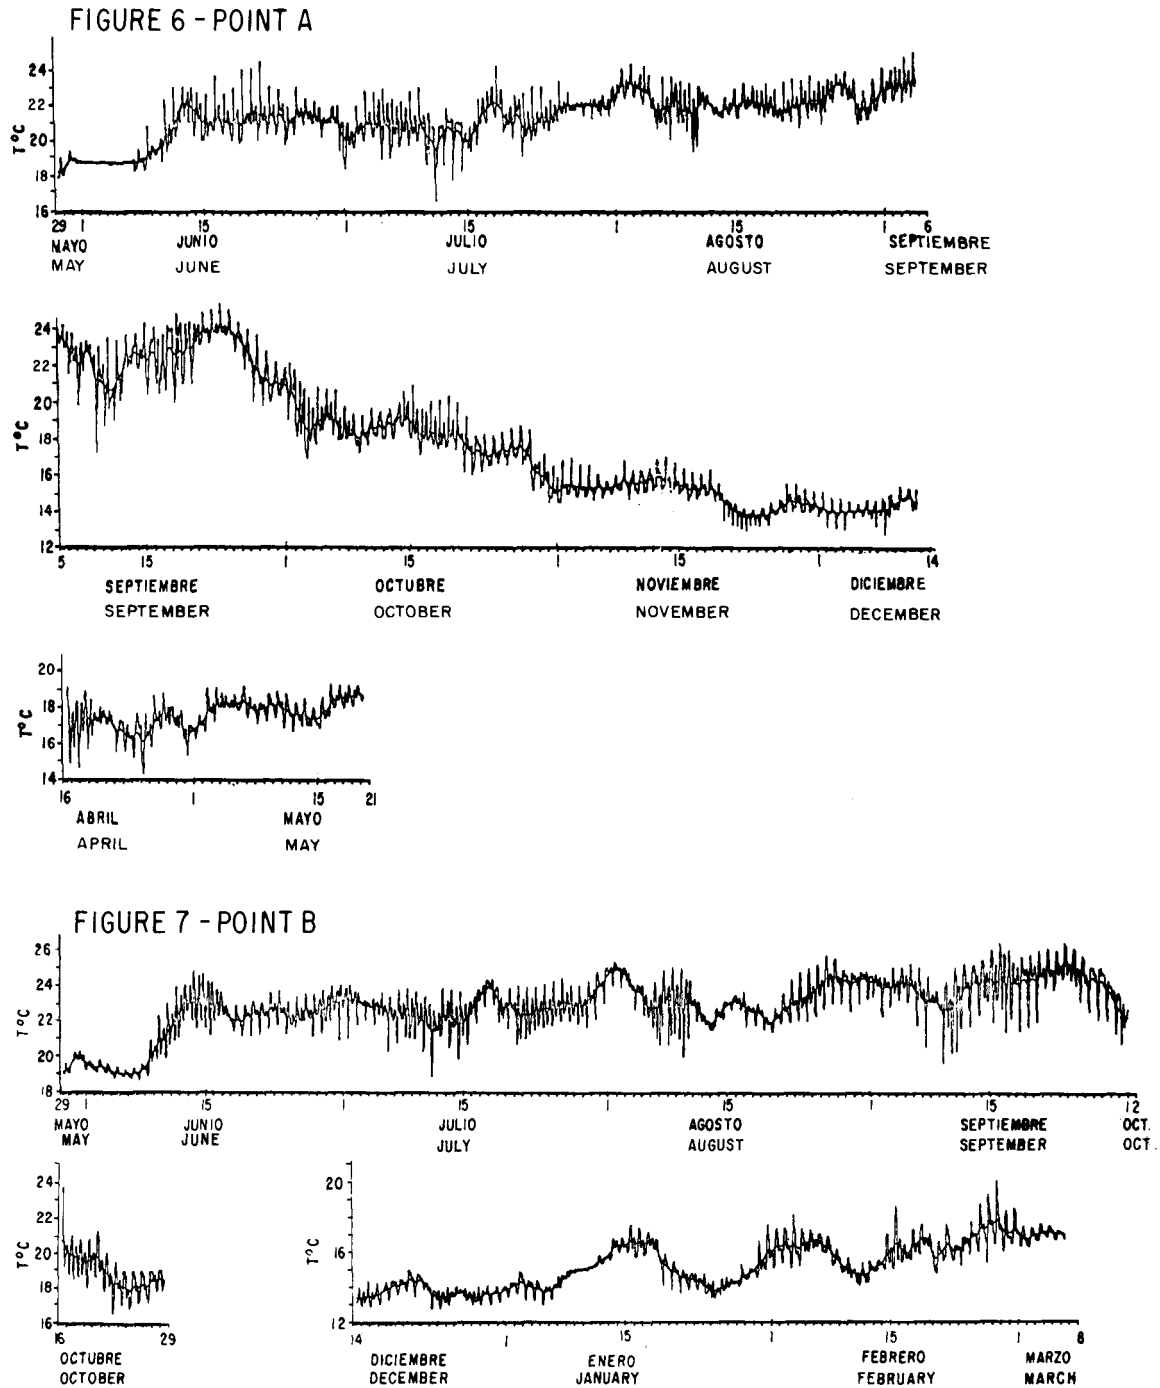 FIGURE 6 - POINT A
24
22
20
18
16
T°C
29 1 15 1 15 1 15 1 6
MAYO JUNIO JULIO AGOSTO SEPTIEMBRE
MAY JUNE JULY AUGUST SEPTEMBER
24
22
20
18
16
14
12
T°C
5 15 1 15 1 15 1 14
SEPTIEMBRE OCTUBRE NOVIEMBRE DICIEMBRE
SEPTEMBER OCTOBER NOVEMBER DECEMBER
20
18
16
14
T°C
16 1 15 21
ABRIL MAYO
APRIL MAY
FIGURE 7 - POINT B
26
24
22
20
18
T°C
29 1 15 1 15 1 15 1 15 12
MAYO JUNIO JULIO AGOSTO SEPTIEMBRE OCT.
MAY JUNE JULY AUGUST SEPTEMBER OCT.
24
22
20
18
16
T°C
16 29
OCTUBRE
OCTOBER
20
16
12
T°C
14 1 15 1 15 1 8
DICIEMBRE ENERO FEBRERO MARZO
DECEMBER JANUARY FEBRUARY MARCH